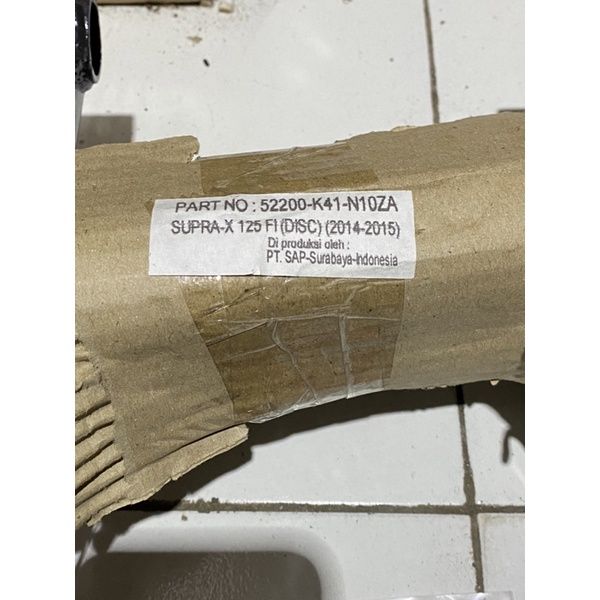 PART NO : 52200-K41-N10ZA
SUPRA-X 125 FI (DISC) (2014-2015)
Di produksi oleh :
PT. SAP-Surabaya-Indonesia